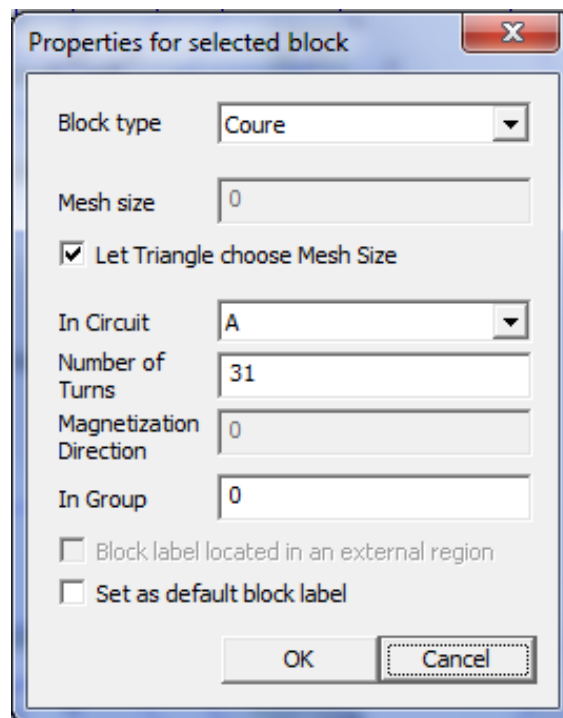 Properties for selected block
Block type Coure
Mesh size 0
Let Triangle choose Mesh Size
In Circuit A
Number of
Turns 31
Magnetization
Direction 0
In Group 0
Block label located in an external region
Set as default block label
OK Cancel